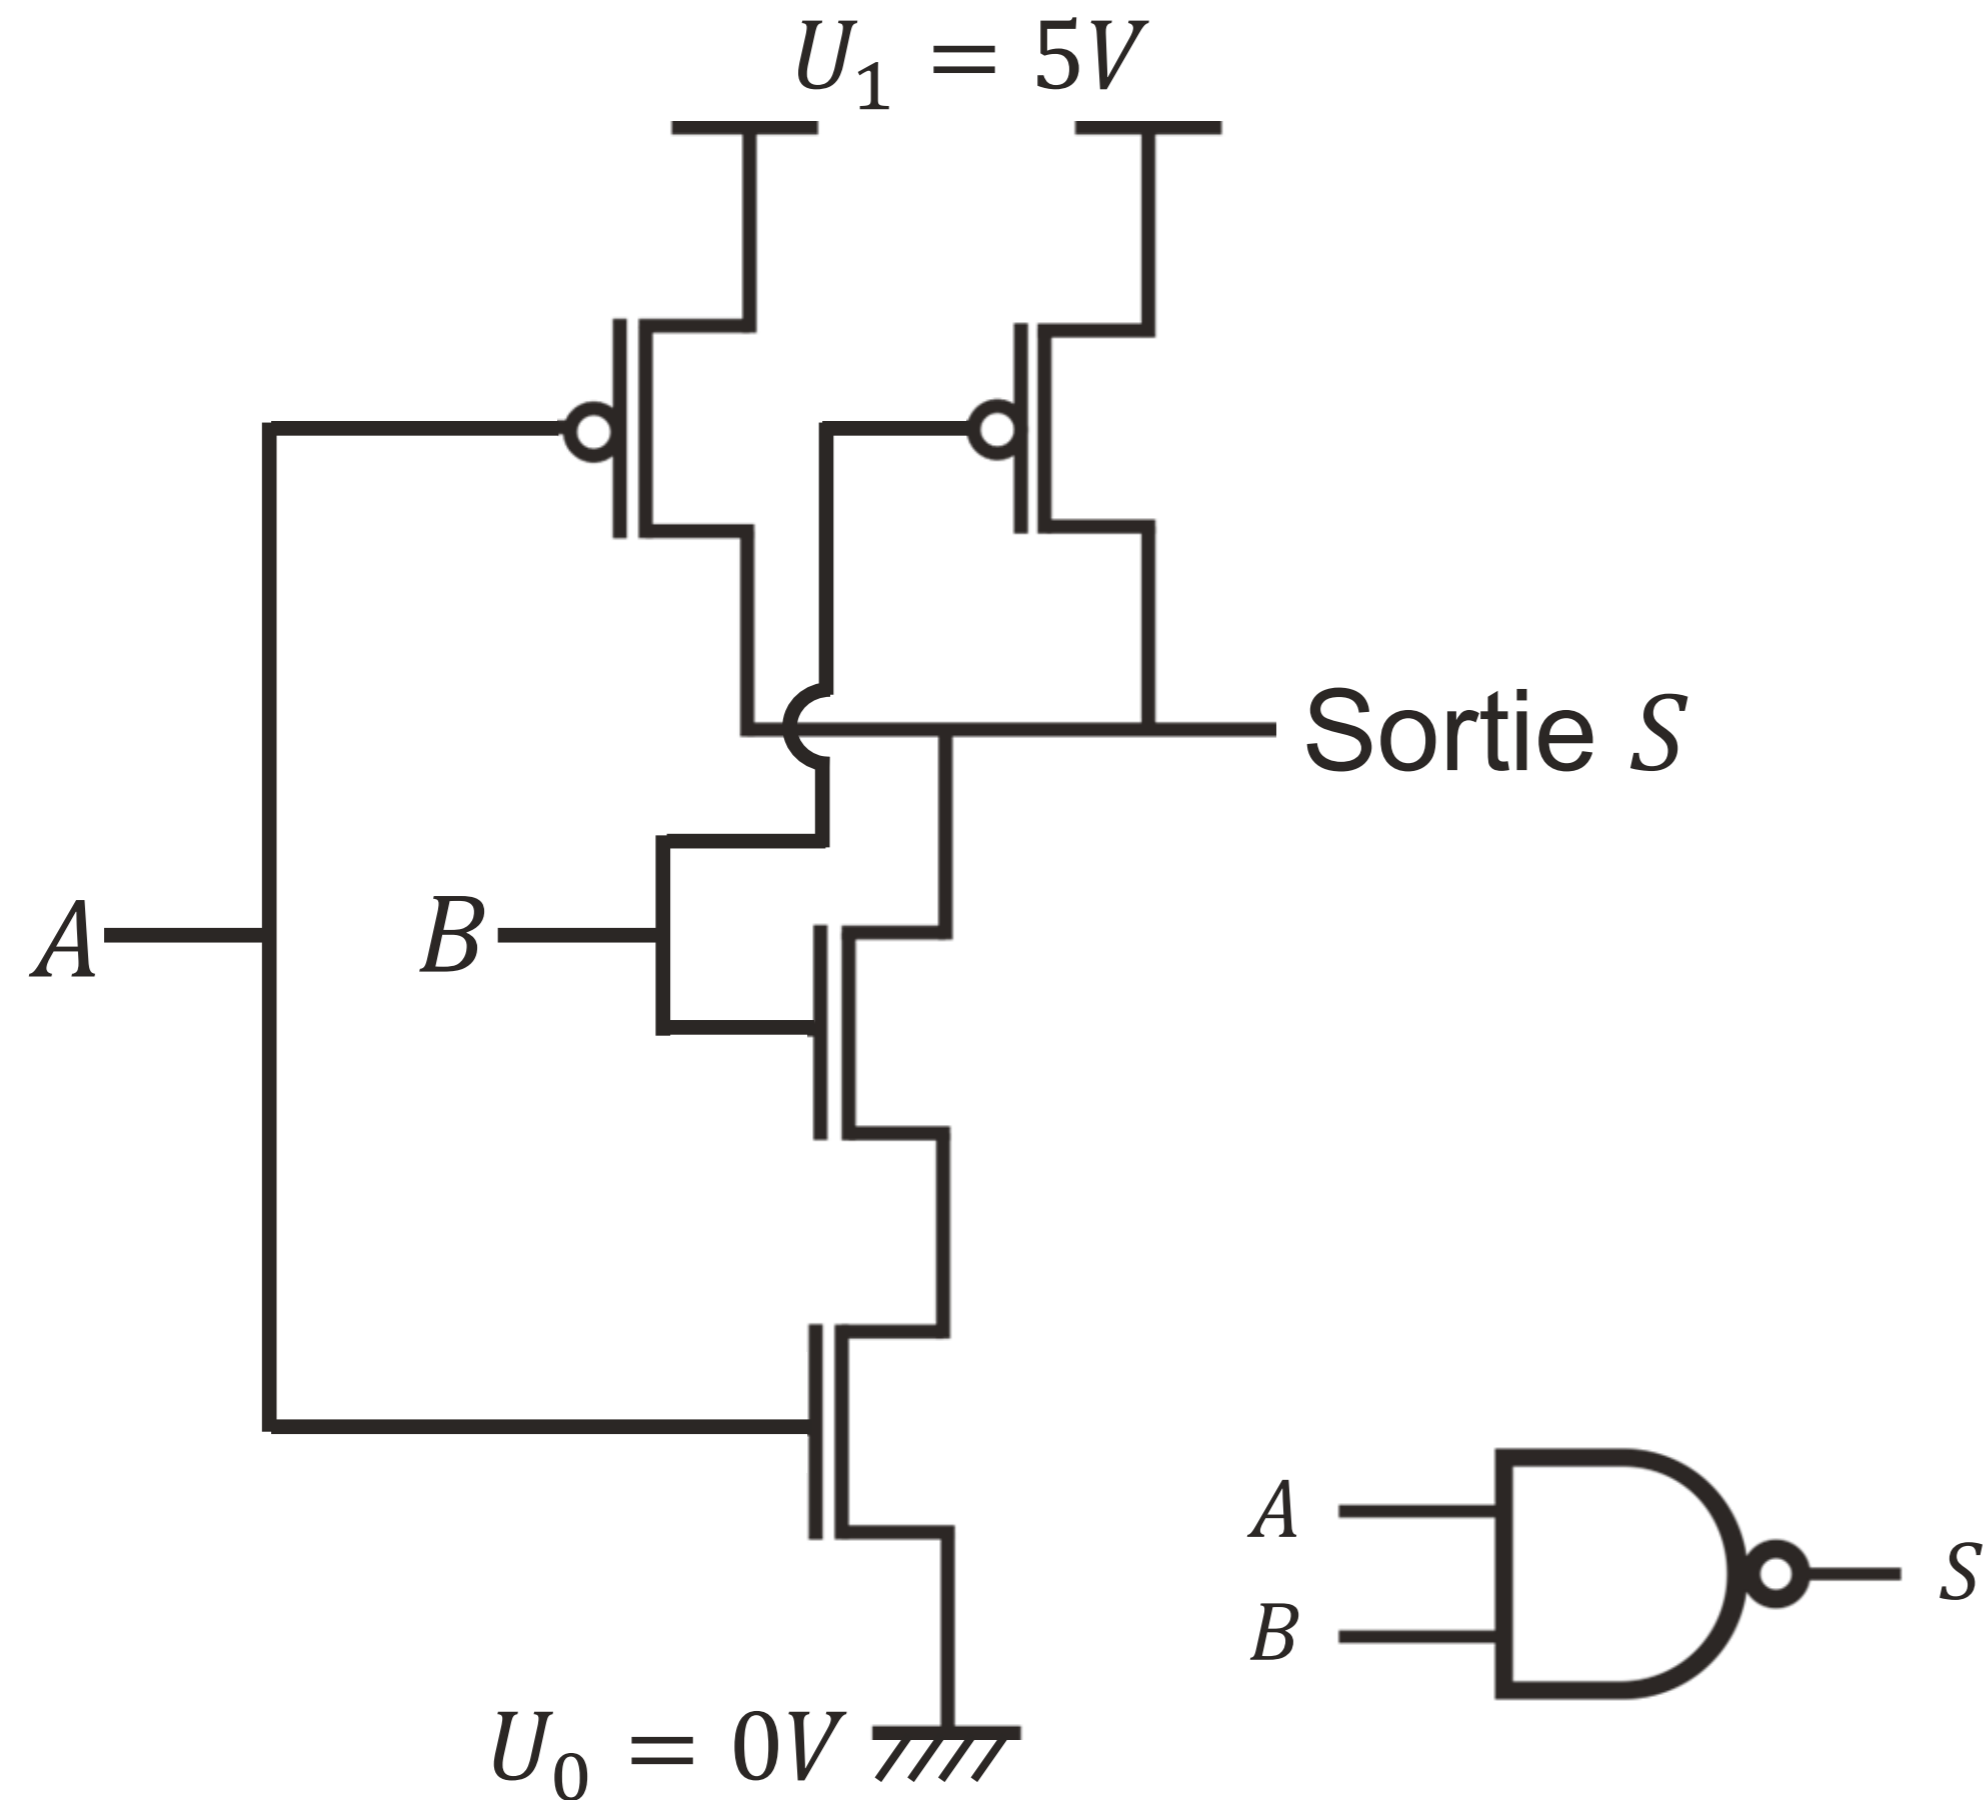 U₁ = 5V
Sortie S
A
B
A
B
S
U₀ = 0V